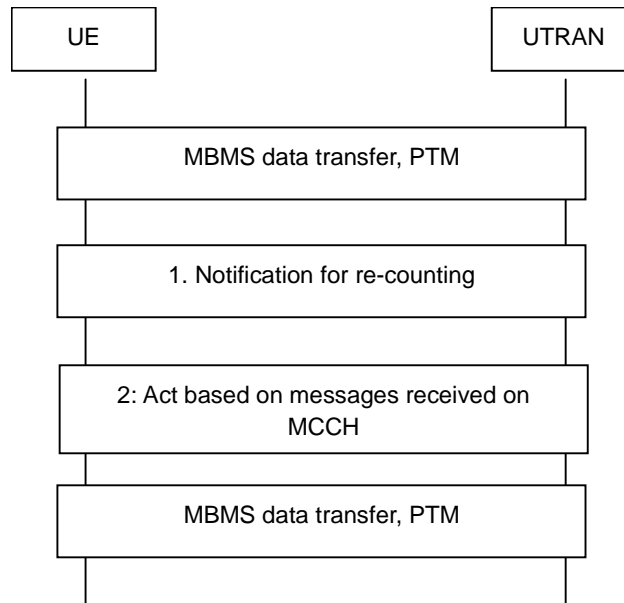 UE
UTRAN
MBMS data transfer, PTM
1. Notification for re-counting
2: Act based on messages received on
MCCH
MBMS data transfer, PTM